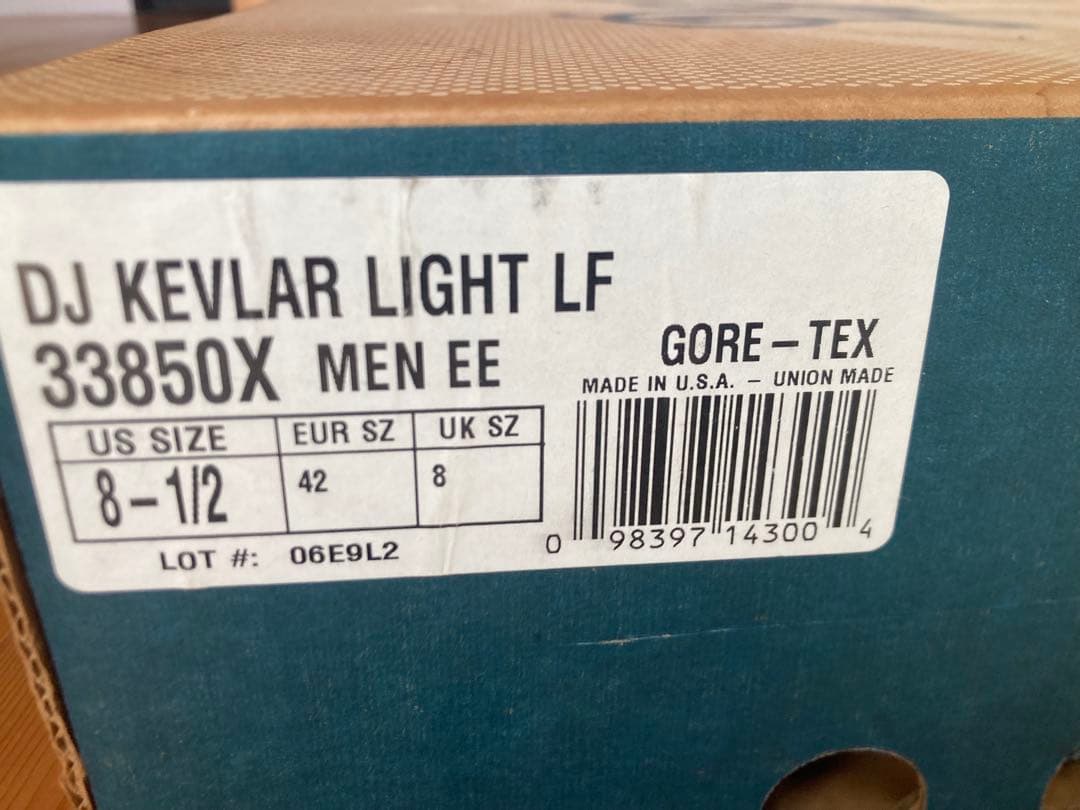 DJ KEVLAR LIGHT LF
33850X MEN EE
GORE-TEX
MADE IN U.S.A. - UNION MADE
US SIZE EUR SZ UK SZ
8-1/2 42 8
LOT #: 06E9L2
0 98397 14300 4